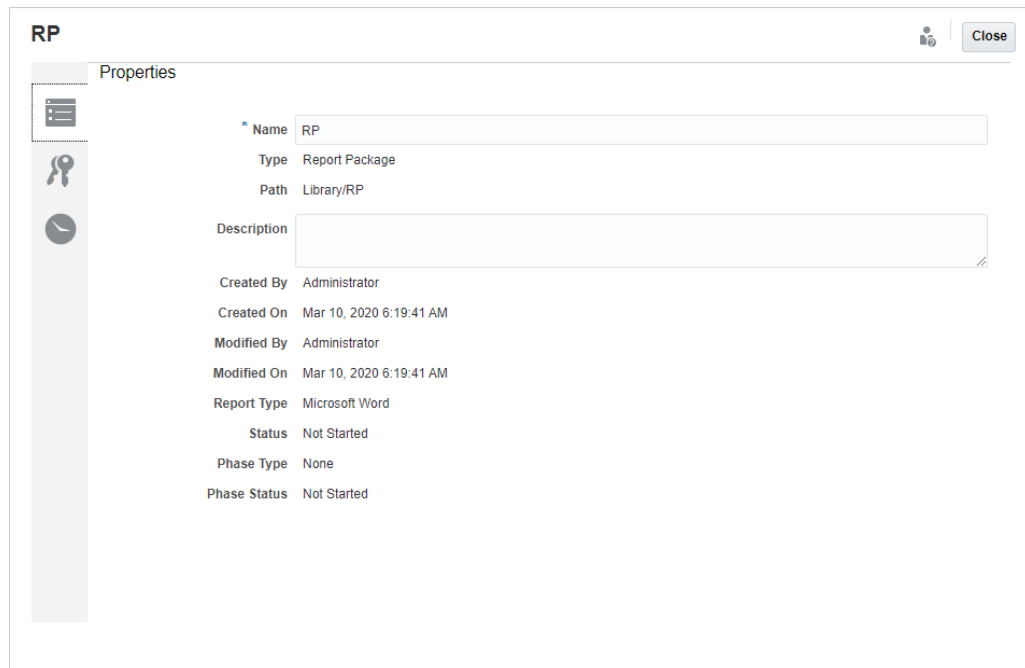 RP
Close
Properties
* Name RP
Type Report Package
Path Library/RP
Description
Created By Administrator
Created On Mar 10, 2020 6:19:41 AM
Modified By Administrator
Modified On Mar 10, 2020 6:19:41 AM
Report Type Microsoft Word
Status Not Started
Phase Type None
Phase Status Not Started